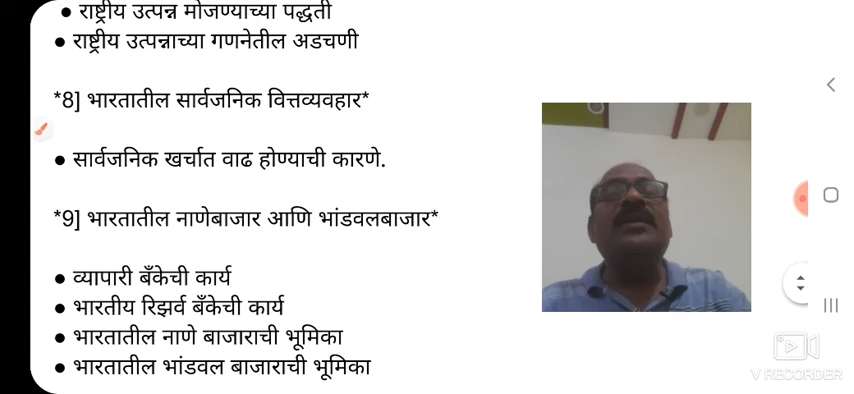 ● राष्ट्रीय उत्पन्न मोजण्याच्या पद्धती
● राष्ट्रीय उत्पन्नाच्या गणनेतील अडचणी
*8] भारतातील सार्वजनिक वित्तव्यवहार*
● सार्वजनिक खर्चात वाढ होण्याची कारणे.
*9] भारतातील नाणेबाजार आणि भांडवलबाजार*
● व्यापारी बँकेची कार्य
● भारतीय रिझर्व बँकेची कार्य
● भारतातील नाणे बाजाराची भूमिका
● भारतातील भांडवल बाजाराची भूमिका
V RECORDER